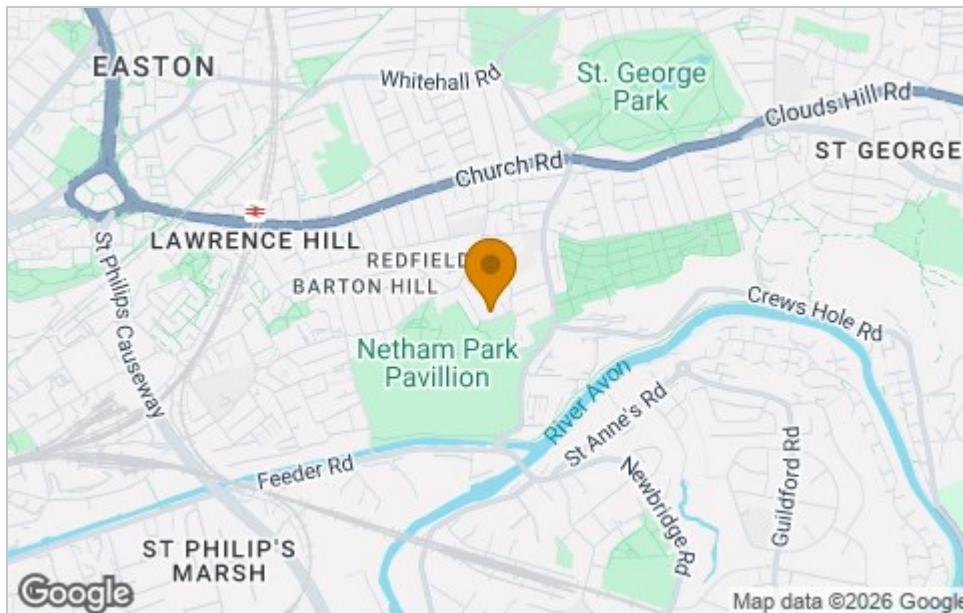 EASTON
Whitehall Rd
St. George
Park
Clouds Hill Rd
ST GEORGE
Church Rd
LAWRENCE HILL
REDFIELD
BARTON HILL
St Philips Causeway
Netham Park
Pavillion
Crews Hole Rd
River Avon
St Anne's Rd
Feeder Rd
Newbridge Rd
Guildford Rd
ST PHILIP'S
MARSH
Google
Map data ©2026 Google